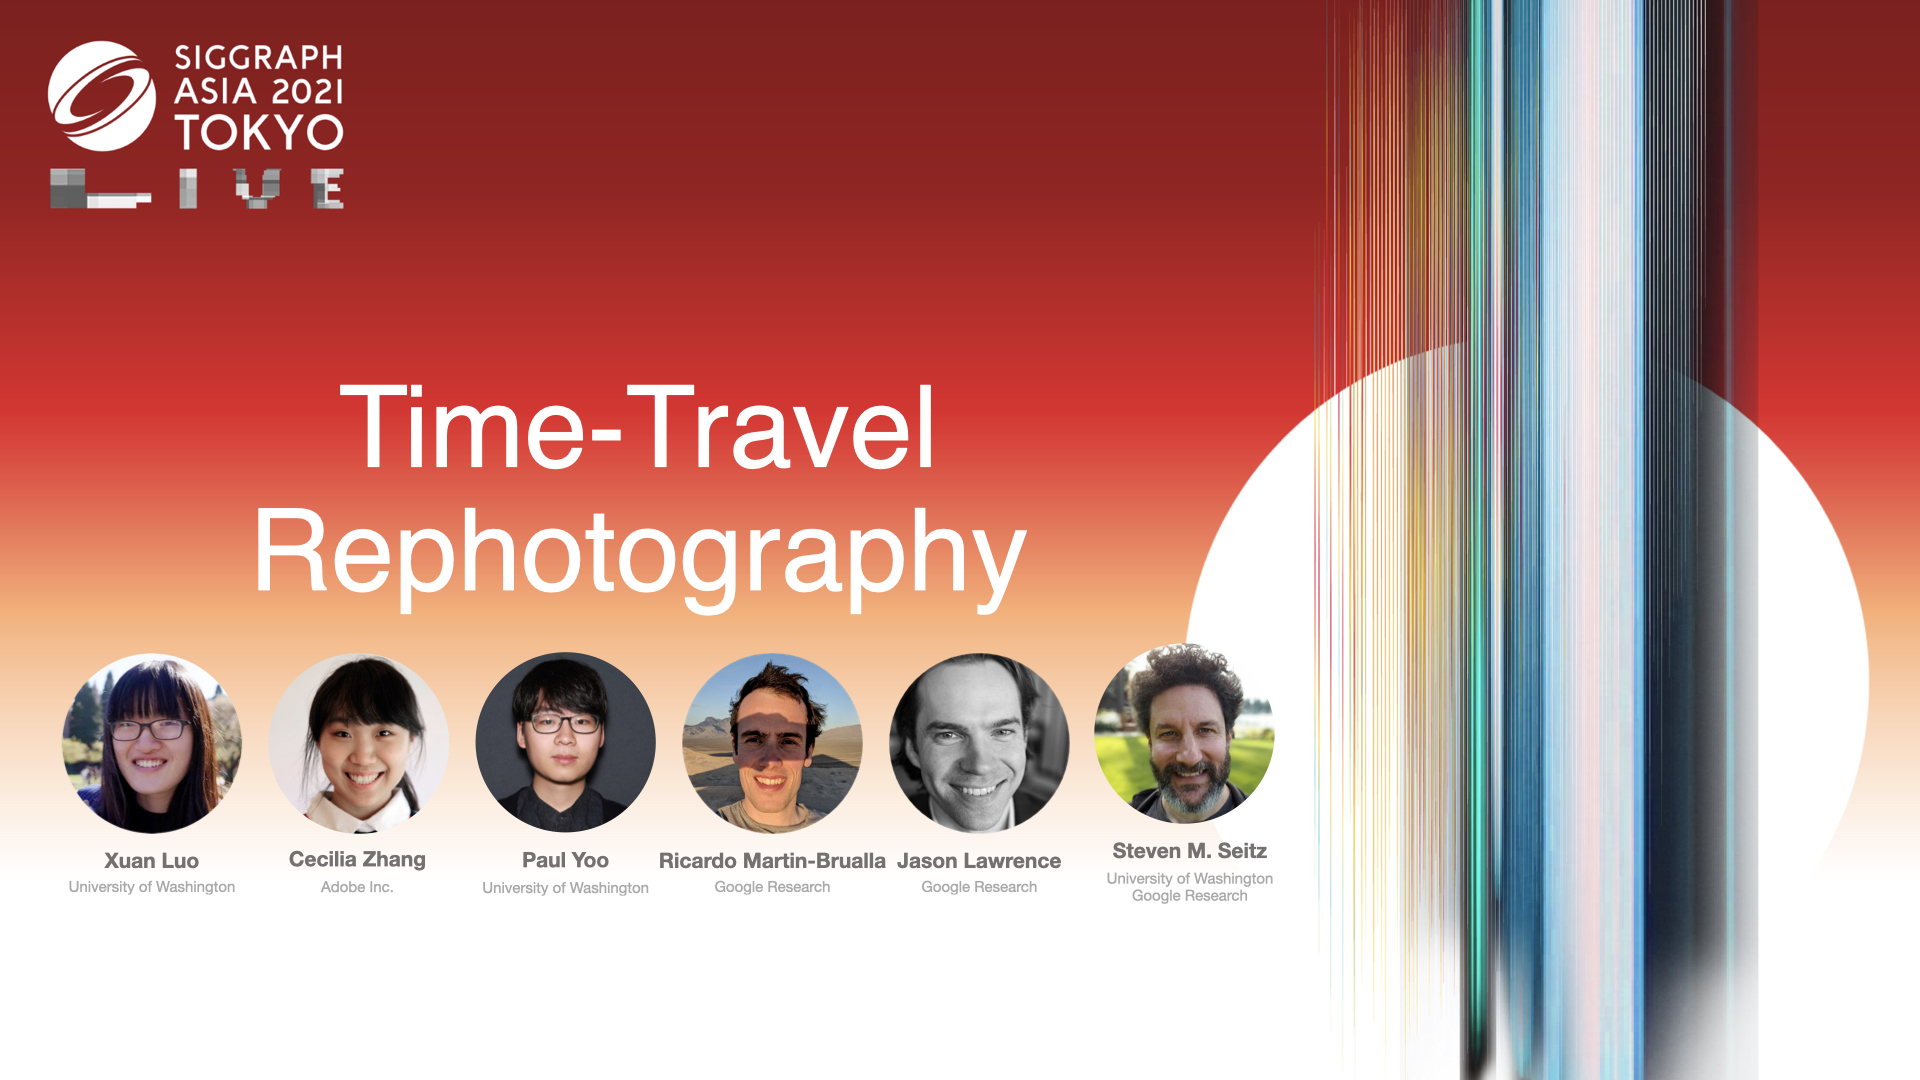 SIGGRAPH
ASIA 2021
TOKYO
LIVE
Time-Travel
Rephotography
Xuan Luo
University of Washington
Cecilia Zhang
Adobe Inc.
Paul Yoo
University of Washington
Ricardo Martin-Brualla
Google Research
Jason Lawrence
Google Research
Steven M. Seitz
University of Washington
Google Research